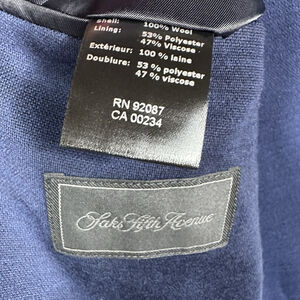 Shell: 100% Wool
Lining: 53% Polyester
47% Viscose
Extérieur: 100 % laine
Doublure: 53 % polyester
47 % viscose
RN 92087
CA 00234
Saks Fifth Avenue